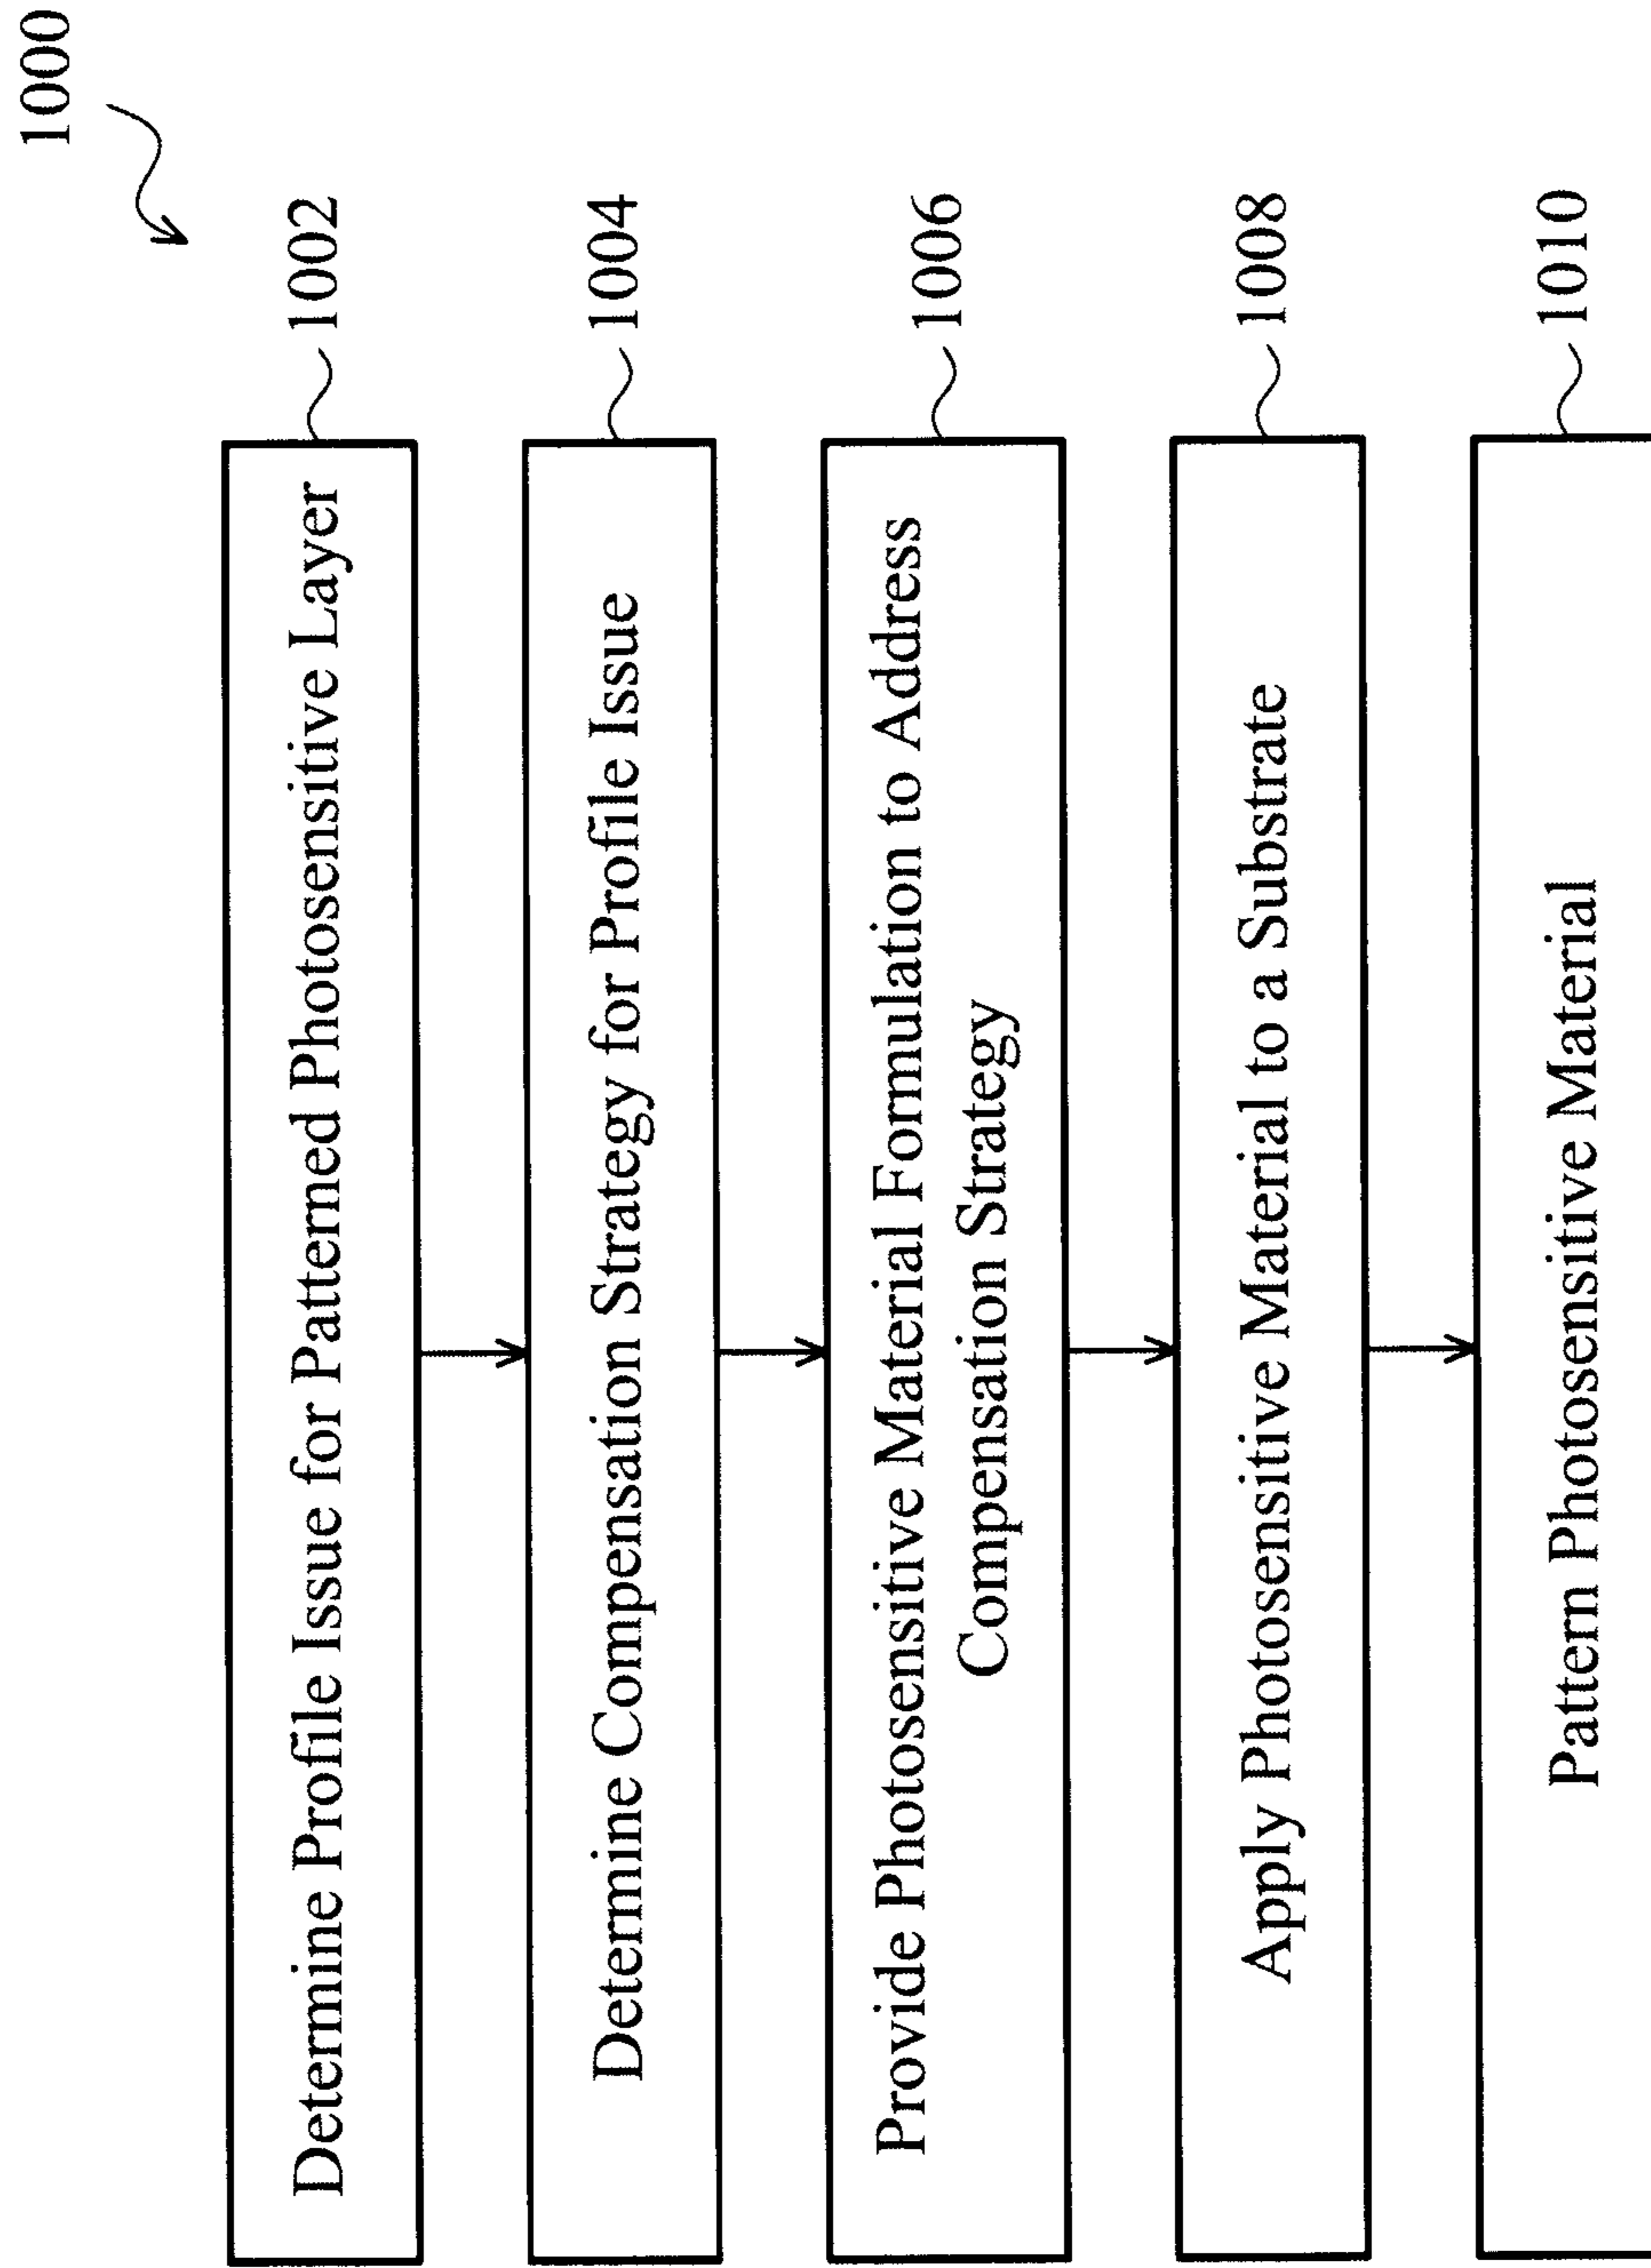 1000
Determine Profile Issue for Patterned Photosensitive Layer
1002
Determine Compensation Strategy for Profile Issue
1004
Provide Photosensitive Material Formulation to Address
Compensation Strategy
1006
Apply Photosensitive Material to a Substrate
1008
Pattern Photosensitive Material
1010